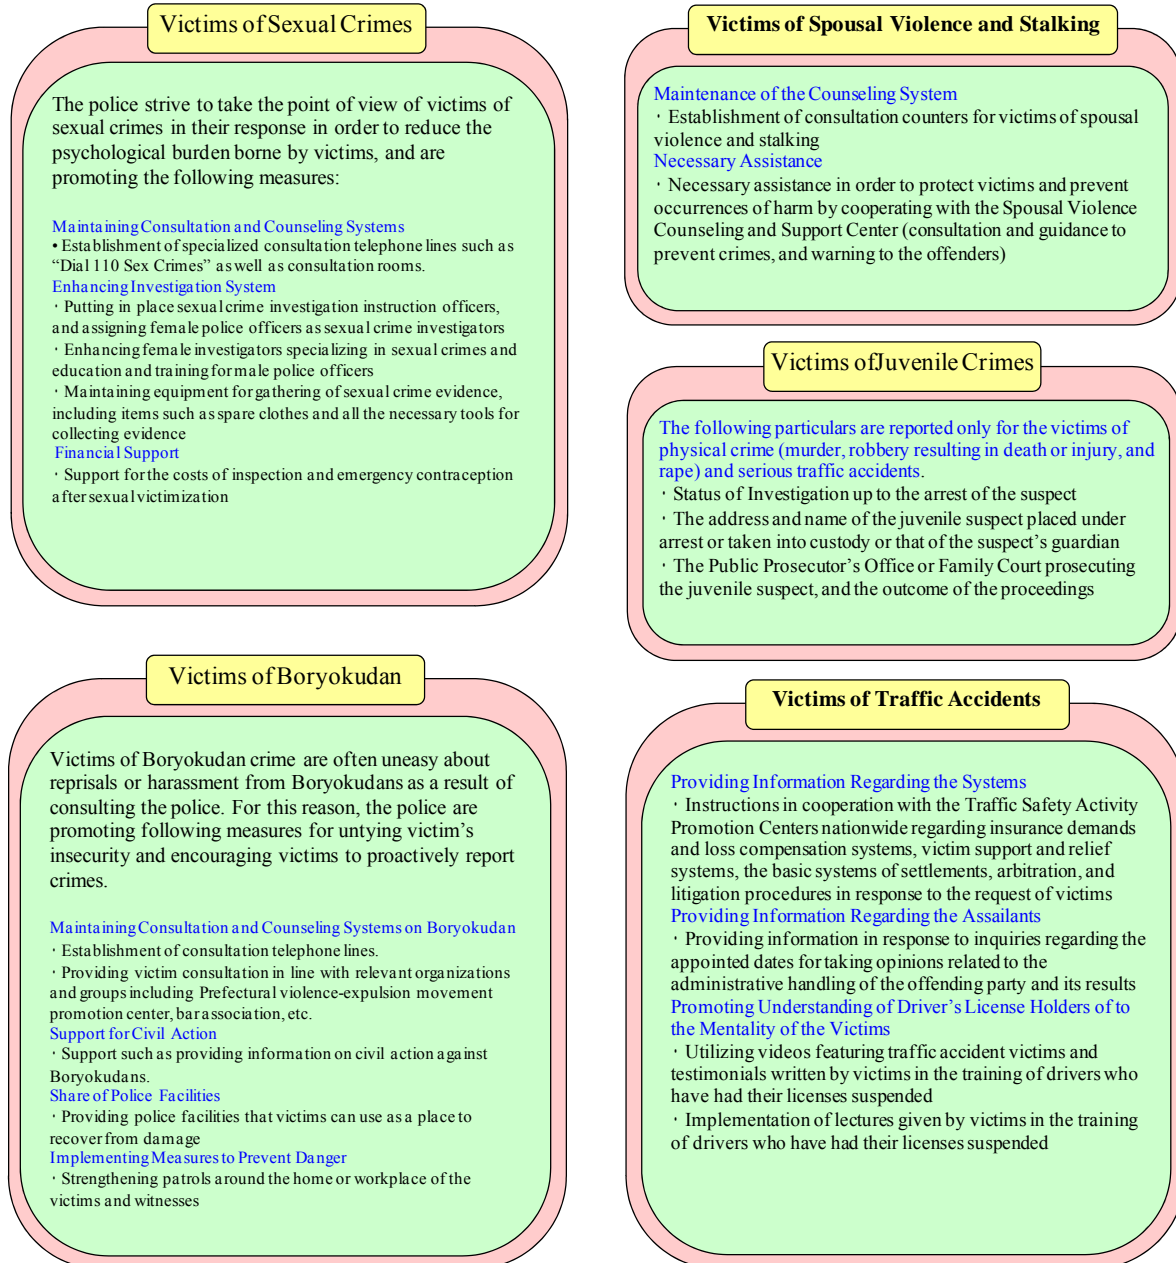 Victims of Sexual Crimes
The police strive to take the point of view of victims of
sexual crimes in their response in order to reduce the
psychological burden borne by victims, and are
promoting the following measures:
Maintaining Consultation and Counseling Systems
• Establishment of specialized consultation telephone lines such as
“Dial 110 Sex Crimes” as well as consultation rooms.
Enhancing Investigation System
・Putting in place sexual crime investigation instruction officers,
and assigning female police officers as sexual crime investigators
・Enhancing female investigators specializing in sexual crimes and
education and training for male police officers
・Maintaining equipment for gathering of sexual crime evidence,
including items such as spare clothes and all the necessary tools for
collecting evidence
Financial Support
・Support for the costs of inspection and emergency contraception
after sexual victimization
Victims of Boryokudan
Victims of Boryokudan crime are often uneasy about
reprisals or harassment from Boryokudans as a result of
consulting the police. For this reason, the police are
promoting following measures for untying victim’s
insecurity and encouraging victims to proactively report
crimes.
Maintaining Consultation and Counseling Systems on Boryokudan
・Establishment of consultation telephone lines.
・Providing victim consultation in line with relevant organizations
and groups including Prefectural violence-expulsion movement
promotion center, bar association, etc.
Support for Civil Action
・Support such as providing information on civil action against
Boryokudans.
Share of Police Facilities
・Providing police facilities that victims can use as a place to
recover from damage
Implementing Measures to Prevent Danger
・Strengthening patrols around the home or workplace of the
victims and witnesses
Victims of Spousal Violence and Stalking
Maintenance of the Counseling System
・Establishment of consultation counters for victims of spousal
violence and stalking
Necessary Assistance
・Necessary assistance in order to protect victims and prevent
occurrences of harm by cooperating with the Spousal Violence
Counseling and Support Center (consultation and guidance to
prevent crimes, and warning to the offenders)
Victims of Juvenile Crimes
The following particulars are reported only for the victims of
physical crime (murder, robbery resulting in death or injury, and
rape) and serious traffic accidents.
・Status of Investigation up to the arrest of the suspect
・The address and name of the juvenile suspect placed under
arrest or taken into custody or that of the suspect’s guardian
・The Public Prosecutor’s Office or Family Court prosecuting
the juvenile suspect, and the outcome of the proceedings
Victims of Traffic Accidents
Providing Information Regarding the Systems
・Instructions in cooperation with the Traffic Safety Activity
Promotion Centers nationwide regarding insurance demands
and loss compensation systems, victim support and relief
systems, the basic systems of settlements, arbitration, and
litigation procedures in response to the request of victims
Providing Information Regarding the Assailants
・Providing information in response to inquiries regarding the
appointed dates for taking opinions related to the
administrative handling of the offending party and its results
Promoting Understanding of Driver’s License Holders of to
the Mentality of the Victims
・Utilizing videos featuring traffic accident victims and
testimonials written by victims in the training of drivers who
have had their licenses suspended
・Implementation of lectures given by victims in the training
of drivers who have had their licenses suspended